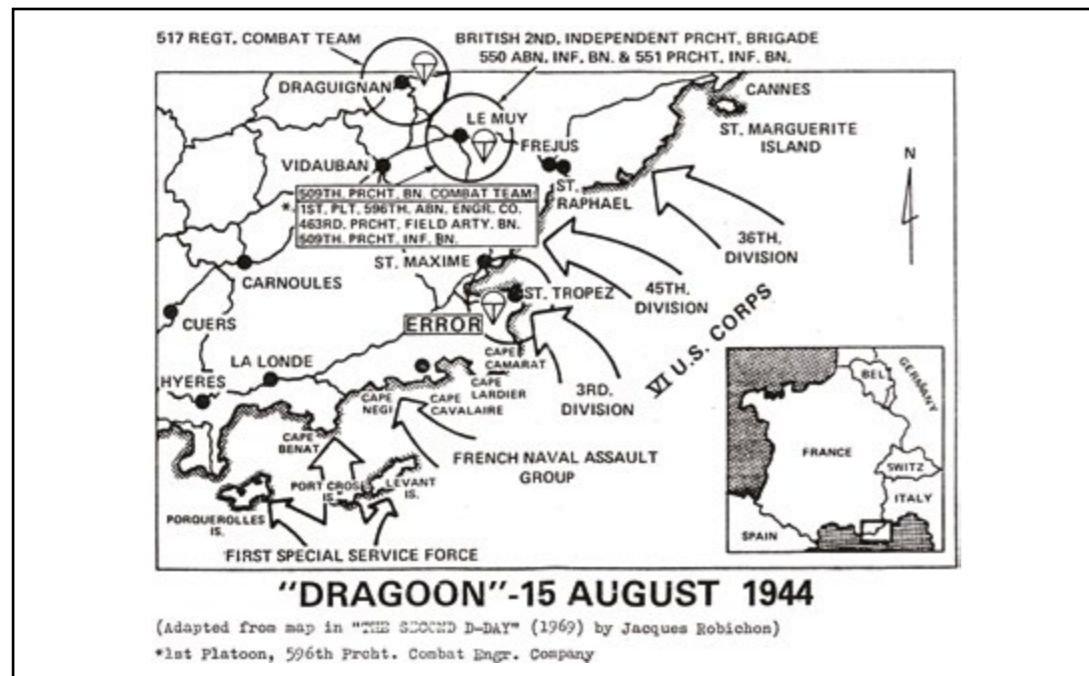 517 REGT. COMBAT TEAM
BRITISH 2ND. INDEPENDENT PRCHT. BRIGADE
550 ABN. INF. BN. & 551 PRCHT. INF. BN.
DRAGUIGNAN
CANNES
LE MUY
ST. MARGUERITE
ISLAND
FREJUS
VIDAUBAN
N
ST.
RAPHAEL
509TH. PRCHT. BN. COMBAT TEAM
*1ST. PLT. 596TH. ABN. ENGR. CO.
463RD. PRCHT. FIELD ARTY. BN.
509TH. PRCHT. INF. BN.
36TH.
DIVISION
ST. MAXIME
CARNOULES
45TH.
DIVISION
ST. TROPEZ
VI U.S. CORPS
CUERS
ERROR
LA LONDE
CAPE
CAMARAT
HYERES
CAPE
LARDIER
CAPE
NEGI
CAPE
CAVALAIRE
3RD.
DIVISION
CAPE
BENAT
FRENCH NAVAL ASSAULT
GROUP
PORT CROS
IS.
LEVANT
IS.
PORQUEROLLES
IS.
FIRST SPECIAL SERVICE FORCE
BEL
GERMANY
FRANCE
SWITZ
ITALY
SPAIN
"DRAGOON"-15 AUGUST 1944
(Adapted from map in "THE SECOND D-DAY" (1969) by Jacques Robichon)
*1st Platoon, 596th Prcht. Combat Engr. Company